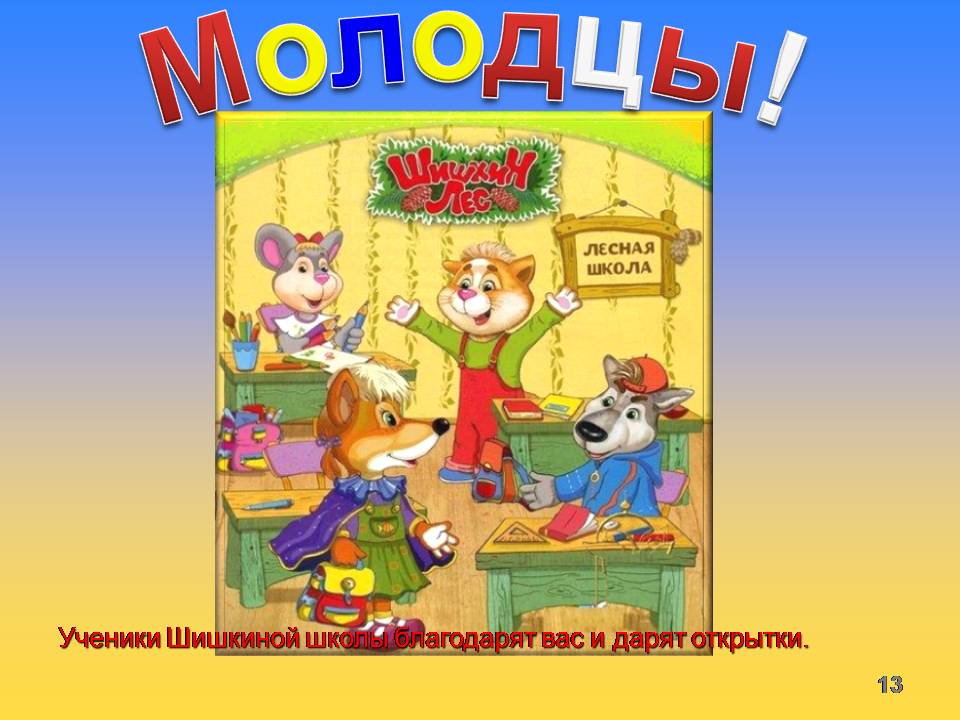 Молодцы!
Шишкин
Лес
ЛЕСНАЯ
ШКОЛА
Ученики Шишкиной школы благодарят вас и дарят открытки.
13